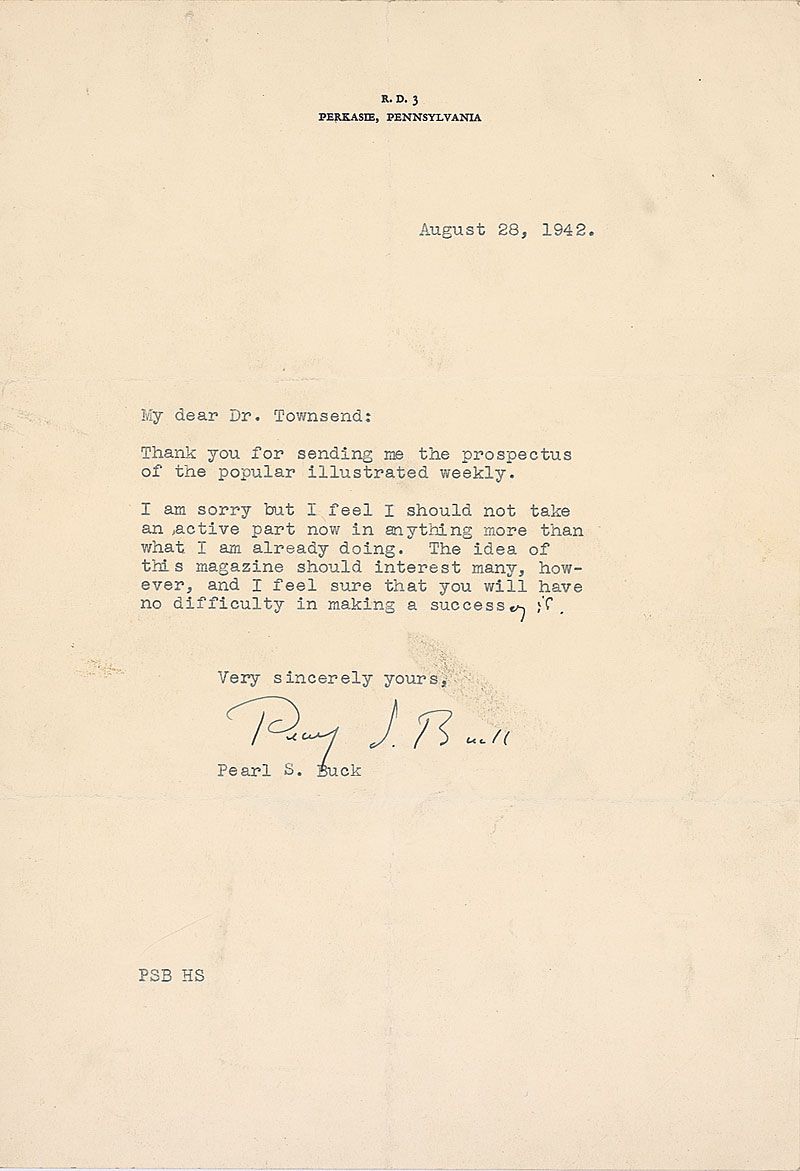 R. D. 3
PERKASIE, PENNSYLVANIA
August 28, 1942.
My dear Dr. Townsend:
Thank you for sending me the prospectus
of the popular illustrated weekly.
I am sorry but I feel I should not take
an active part now in anything more than
what I am already doing. The idea of
this magazine should interest many, how-
ever, and I feel sure that you will have
no difficulty in making a success of it.
Very sincerely yours,
Pearl S. Buck
Pearl S. Buck
PSB HS